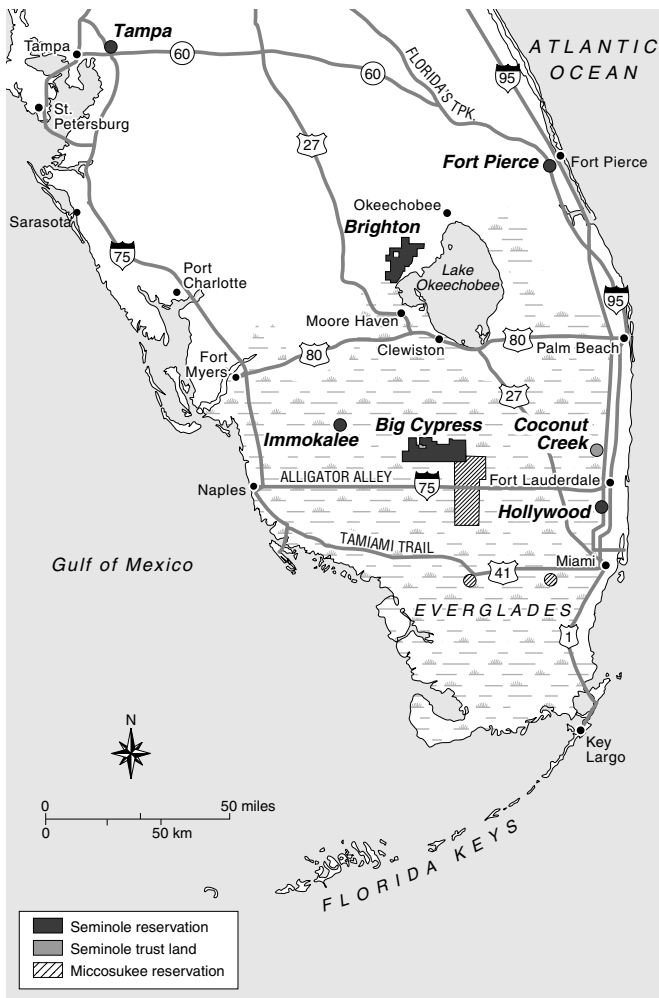 Tampa
Tampa
60
60
FLORIDA'S TPK.
95
ATLANTIC
OCEAN
St.
Petersburg
27
Fort Pierce
Fort Pierce
Okeechobee
Brighton
Sarasota
75
Lake
Okeechobee
Port
Charlotte
95
Moore Haven
Clewiston
80
80
Palm Beach
Fort
Myers
27
Immokalee
Big Cypress
Coconut
Creek
ALLIGATOR ALLEY
75
Fort Lauderdale
Naples
Hollywood
TAMIAMI TRAIL
41
Miami
Gulf of Mexico
EVERGLADES
1
N
Key
Largo
0
50 miles
0
50 km
FLORIDA KEYS
Seminole reservation
Seminole trust land
Miccosukee reservation